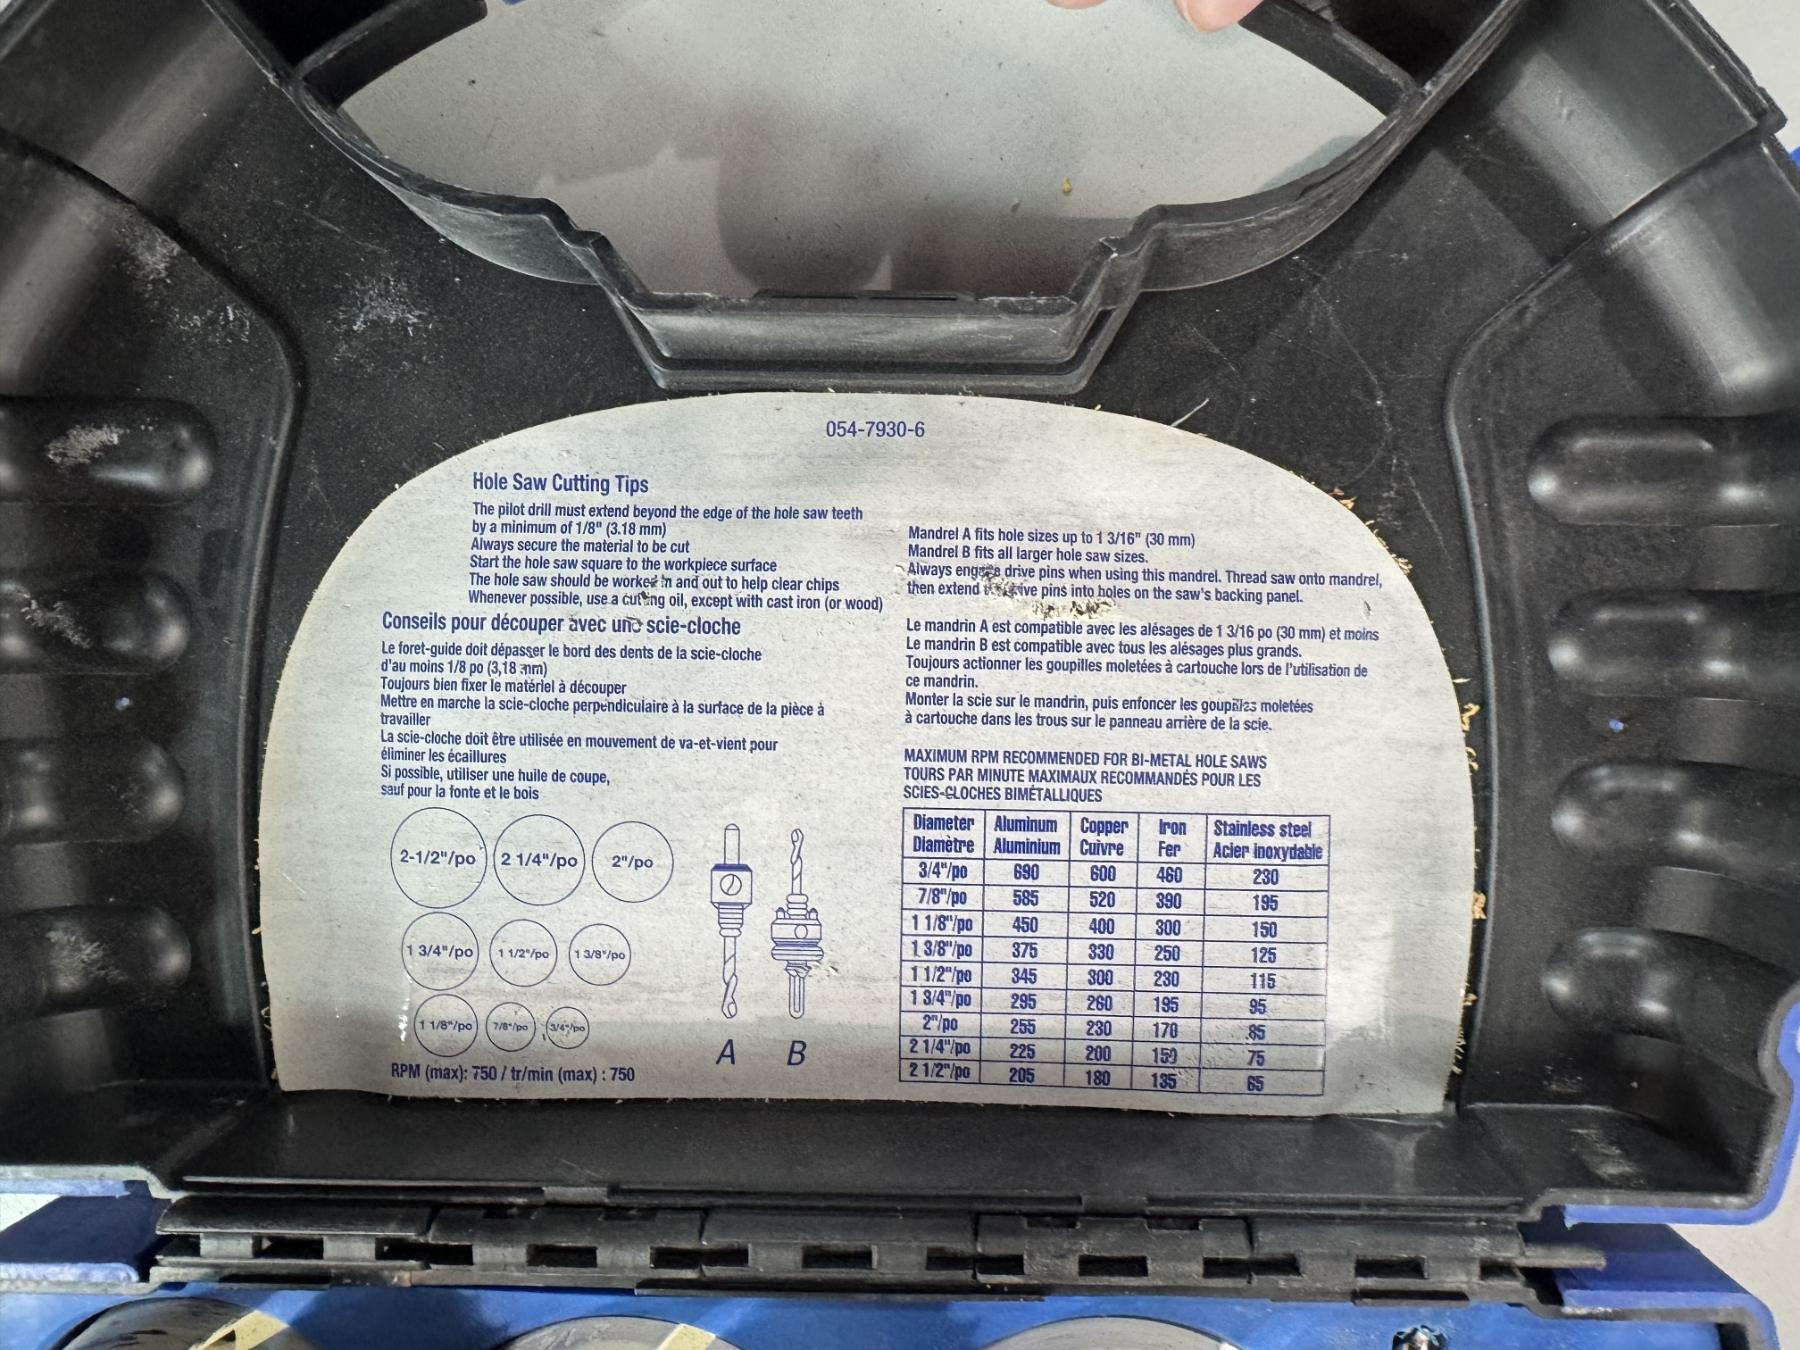 054-7930-6
Hole Saw Cutting Tips
The pilot drill must extend beyond the edge of the hole saw teeth
by a minimum of 1/8" (3.18 mm)
Always secure the material to be cut
Start the hole saw square to the workpiece surface
The hole saw should be worked in and out to help clear chips
Whenever possible, use a cutting oil, except with cast iron (or wood)
Conseils pour découper avec une scie-cloche
Le foret-guide doit dépasser le bord des dents de la scie-cloche
d'au moins 1/8 po (3,18 mm)
Toujours bien fixer le matériel à découper
Mettre en marche la scie-cloche perpendiculaire à la surface de la pièce à
travailler
La scie-cloche doit être utilisée en mouvement de va-et-vient pour
éliminer les écaillures
Si possible, utiliser une huile de coupe,
sauf pour la fonte et le bois
2-1/2"/po 2 1/4"/po 2"/po
1 3/4"/po 1 1/2"/po 1 3/8"/po
1 1/8"/po 7/8"/po 3/4"/po
RPM (max): 750 / tr/min (max) : 750
A B
Mandrel A fits hole sizes up to 1 3/16" (30 mm)
Mandrel B fits all larger hole saw sizes.
Always engage drive pins when using this mandrel. Thread saw onto mandrel,
then extend drive pins into holes on the saw's backing panel.
Le mandrin A est compatible avec les alésages de 1 3/16 po (30 mm) et moins
Le mandrin B est compatible avec tous les alésages plus grands.
Toujours actionner les goupilles moletées à cartouche lors de l'utilisation de
ce mandrin.
Monter la scie sur le mandrin, puis enfoncer les goupilles moletées
à cartouche dans les trous sur le panneau arrière de la scie.
MAXIMUM RPM RECOMMENDED FOR BI-METAL HOLE SAWS
TOURS PAR MINUTE MAXIMAUX RECOMMANDÉS POUR LES
SCIES-CLOCHES BIMÉTALLIQUES
Diameter Aluminum Copper Iron Stainless steel
Diamètre Aluminium Cuivre Fer Acier inoxydable
3/4"/po 690 600 460 230
7/8"/po 585 520 390 195
1 1/8"/po 450 400 300 150
1 3/8"/po 375 330 250 125
1 1/2"/po 345 300 230 115
1 3/4"/po 295 260 195 95
2"/po 255 230 170 85
2 1/4"/po 225 200 150 75
2 1/2"/po 205 180 135 65